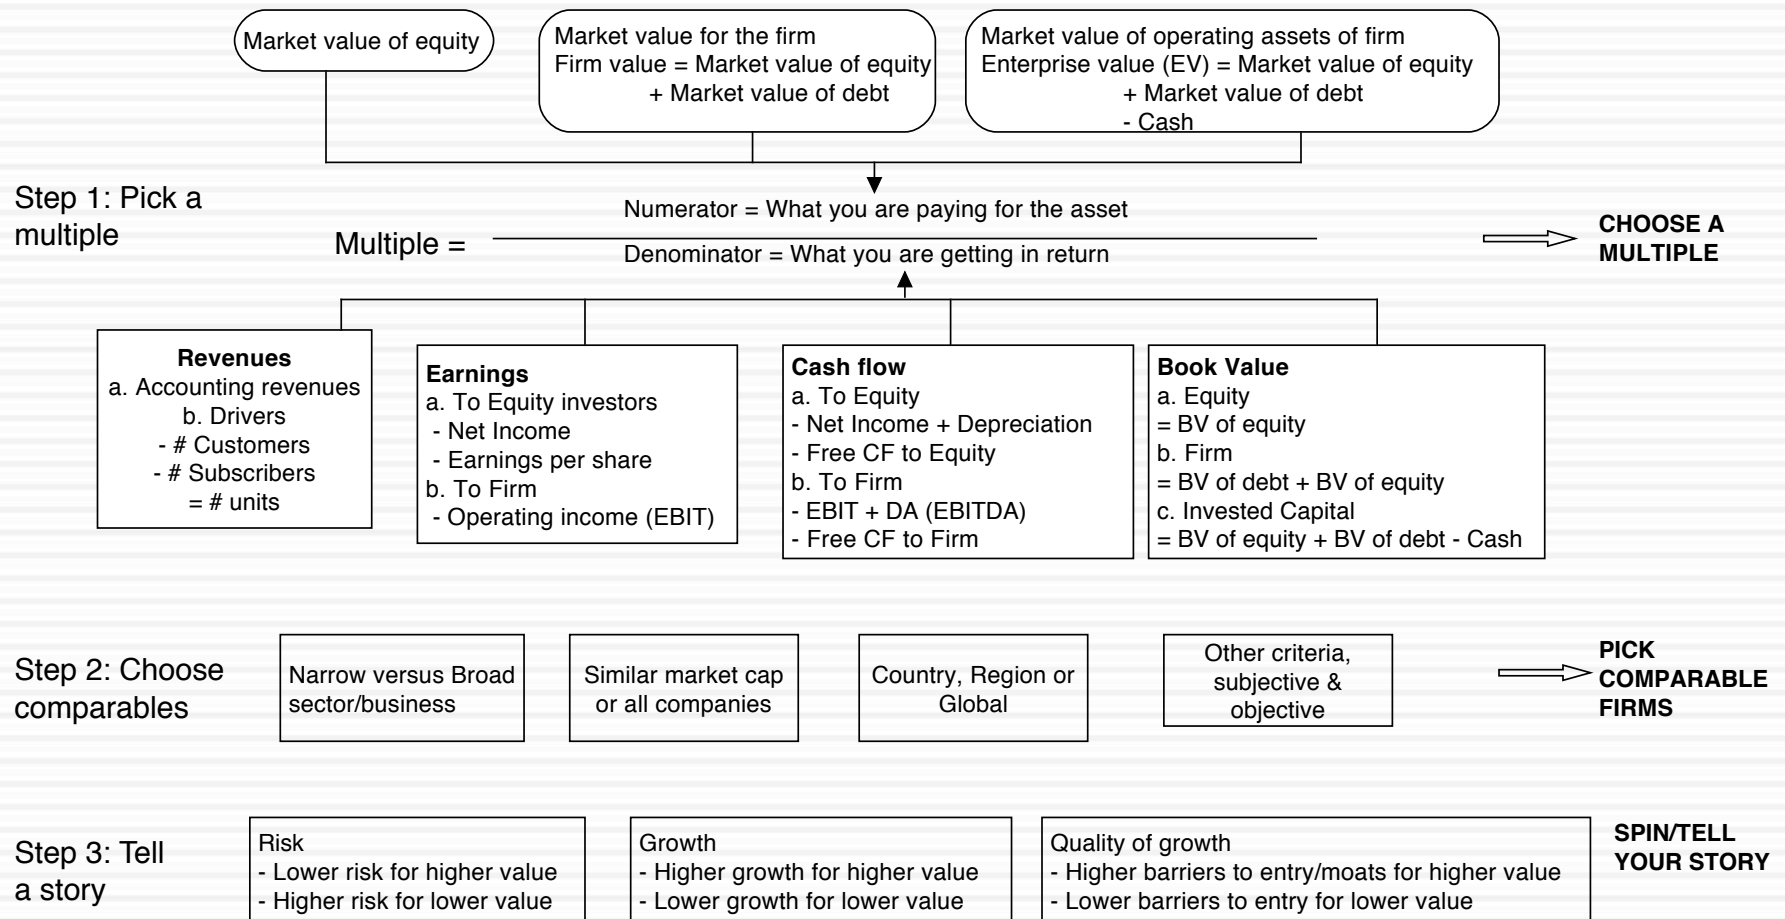 Market value of equity
Market value for the firm
Firm value = Market value of equity
+ Market value of debt
Market value of operating assets of firm
Enterprise value (EV) = Market value of equity
+ Market value of debt
- Cash
Step 1: Pick a
multiple
Multiple =
Numerator = What you are paying for the asset
Denominator = What you are getting in return
CHOOSE A
MULTIPLE
Revenues
a. Accounting revenues
b. Drivers
- # Customers
- # Subscribers
= # units
Earnings
a. To Equity investors
- Net Income
- Earnings per share
b. To Firm
- Operating income (EBIT)
Cash flow
a. To Equity
- Net Income + Depreciation
- Free CF to Equity
b. To Firm
- EBIT + DA (EBITDA)
- Free CF to Firm
Book Value
a. Equity
= BV of equity
b. Firm
= BV of debt + BV of equity
c. Invested Capital
= BV of equity + BV of debt - Cash
Step 2: Choose
comparables
Narrow versus Broad
sector/business
Similar market cap
or all companies
Country, Region or
Global
Other criteria,
subjective &
objective
PICK
COMPARABLE
FIRMS
Step 3: Tell
a story
Risk
- Lower risk for higher value
- Higher risk for lower value
Growth
- Higher growth for higher value
- Lower growth for lower value
Quality of growth
- Higher barriers to entry/moats for higher value
- Lower barriers to entry for lower value
SPIN/TELL
YOUR STORY